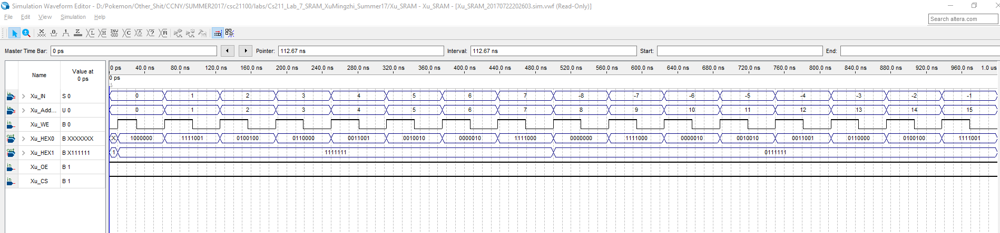 Simulation Waveform Editor - D:/Pokemon/Other_Shit/CCNY/SUMMER2017/csc21100/labs/Cs211_Lab_7_SRAM_XuMingzhi_Summer17/Xu_SRAM - Xu_SRAM - [Xu_SRAM_20170722202603.sim.vwf (Read-Only)]
File Edit View Simulation Help
Search altera.com
Master Time Bar: 0 ps Pointer: 112.67 ns Interval: 112.67 ns Start: End:
Name Value at 0 ps
0 ps 40.0 ns 80.0 ns 120.0 ns 160.0 ns 200.0 ns 240.0 ns 280.0 ns 320.0 ns 360.0 ns 400.0 ns 440.0 ns 480.0 ns 520.0 ns 560.0 ns 600.0 ns 640.0 ns 680.0 ns 720.0 ns 760.0 ns 800.0 ns 840.0 ns 880.0 ns 920.0 ns 960.0 ns 1.0 us
0 ps
in Xu_IN S 0 0 1 2 3 4 5 6 7 -8 -7 -6 -5 -4 -3 -2 -1
in Xu_Add... U 0 0 1 2 3 4 5 6 7 8 9 10 11 12 13 14 15
in Xu_WE B 0
out Xu_HEX0 B XXXXXXX X 1000000 1111001 0100100 0110000 0011001 0010010 0000010 1111000 0000000 1111000 0000010 0010010 0011001 0110000 0100100 1111001
out Xu_HEX1 B X111111 1 1111111 0111111
in Xu_OE B 1
in Xu_CS B 1